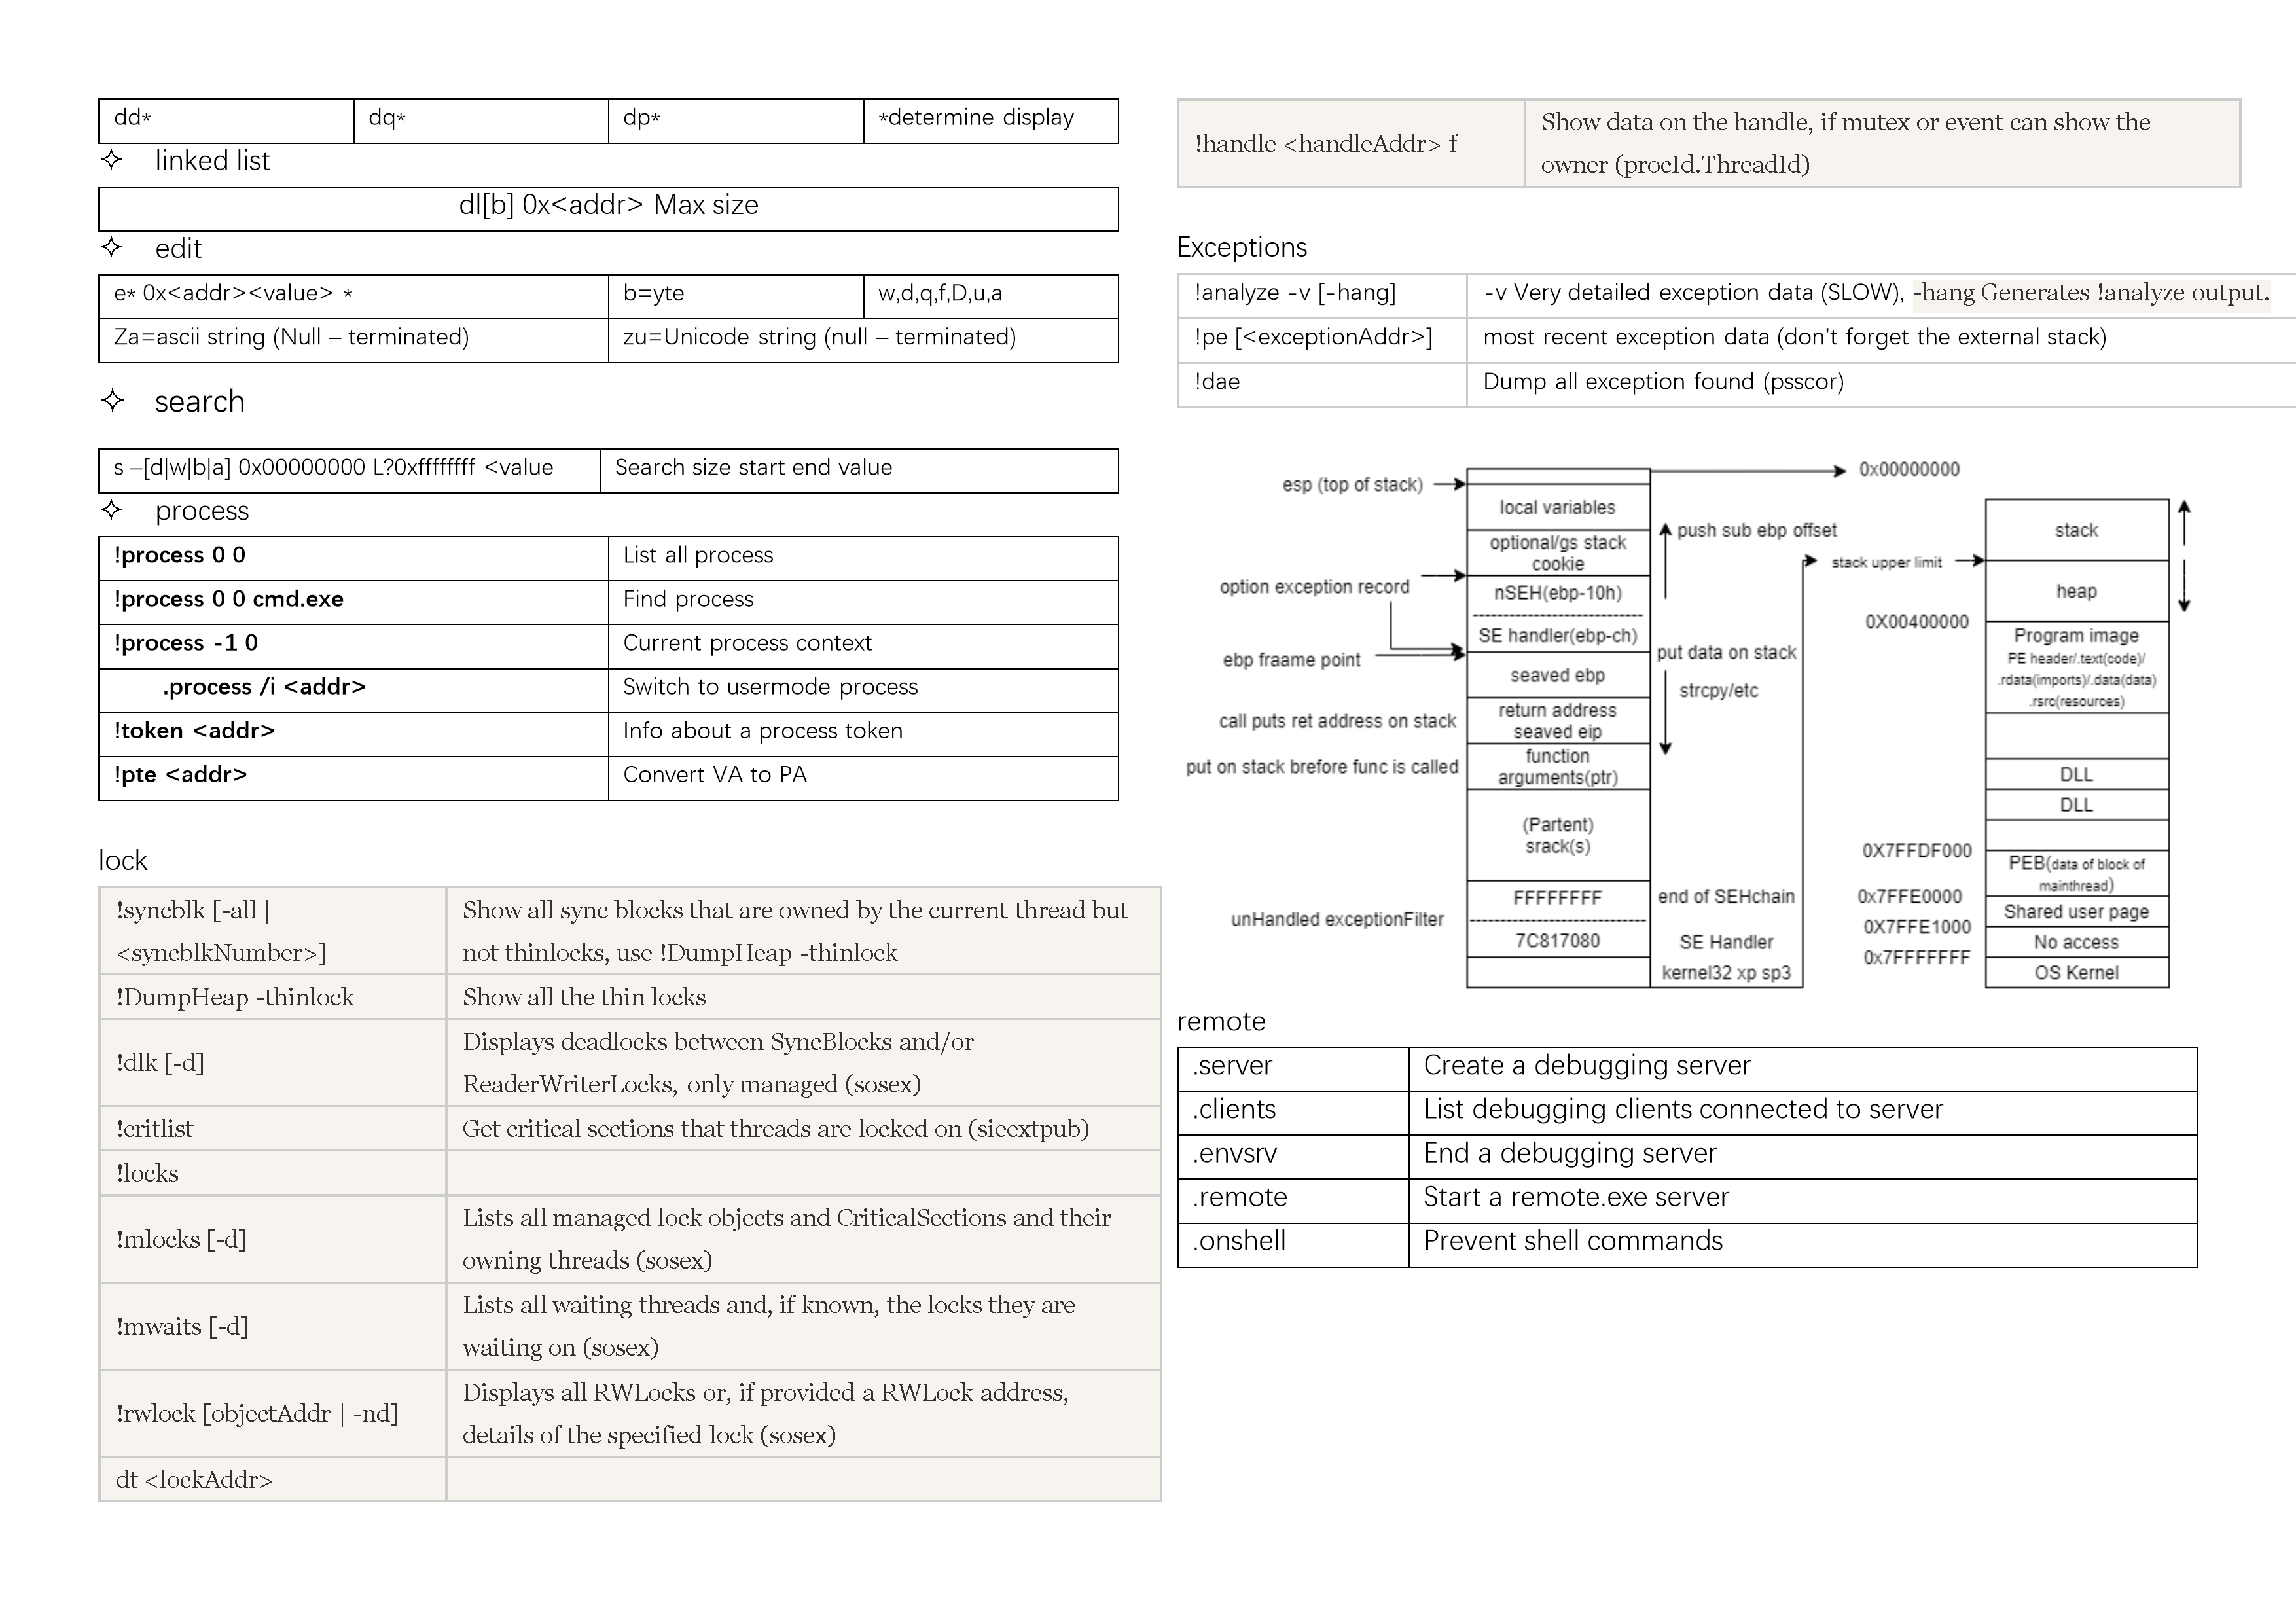 dd* dq* dp* *determine display
✧ linked list
dl[b] 0x<addr> Max size
✧ edit
e* 0x<addr><value> * b=yte w,d,q,f,D,u,a
Za=ascii string (Null – terminated) zu=Unicode string (null – terminated)
✧ search
s –[d|w|b|a] 0x00000000 L?0xffffffff <value Search size start end value
✧ process
!process 0 0 List all process
!process 0 0 cmd.exe Find process
!process -1 0 Current process context
.process /i <addr> Switch to usermode process
!token <addr> Info about a process token
!pte <addr> Convert VA to PA
lock
!syncblk [-all |
<syncblkNumber>]
Show all sync blocks that are owned by the current thread but
not thinlocks, use !DumpHeap -thinlock
!DumpHeap -thinlock Show all the thin locks
!dlk [-d]
Displays deadlocks between SyncBlocks and/or
ReaderWriterLocks, only managed (sosex)
!critlist Get critical sections that threads are locked on (sieextpub)
!locks
!mlocks [-d]
Lists all managed lock objects and CriticalSections and their
owning threads (sosex)
!mwaits [-d]
Lists all waiting threads and, if known, the locks they are
waiting on (sosex)
!rwlock [objectAddr | -nd]
Displays all RWLocks or, if provided a RWLock address,
details of the specified lock (sosex)
dt <lockAddr>
!handle <handleAddr> f
Show data on the handle, if mutex or event can show the
owner (procId.ThreadId)
Exceptions
!analyze -v [-hang] -v Very detailed exception data (SLOW), -hang Generates !analyze output.
!pe [<exceptionAddr>] most recent exception data (don't forget the external stack)
!dae Dump all exception found (psscor)
esp (top of stack)
option exception record
ebp fraame point
call puts ret address on stack
put on stack brefore func is called
unHandled exceptionFilter
local variables
optional/gs stack
cookie
nSEH(ebp-10h)
SE handler(ebp-ch)
seaved ebp
return address
seaved eip
function
arguments(ptr)
(Partent)
srack(s)
FFFFFFFF
7C817080
push sub ebp offset
put data on stack
strcpy/etc
end of SEHchain
SE Handler
kernel32 xp sp3
0x00000000
stack upper limit
0X00400000
0X7FFDF000
0x7FFE0000
0X7FFE1000
0x7FFFFFFF
stack
heap
Program image
PE header/.text(code)/
.rdata(imports)/.data(data)
.rsrc(resources)
DLL
DLL
PEB(data of block of
mainthread)
Shared user page
No access
OS Kernel
remote
.server Create a debugging server
.clients List debugging clients connected to server
.envsrv End a debugging server
.remote Start a remote.exe server
.onshell Prevent shell commands